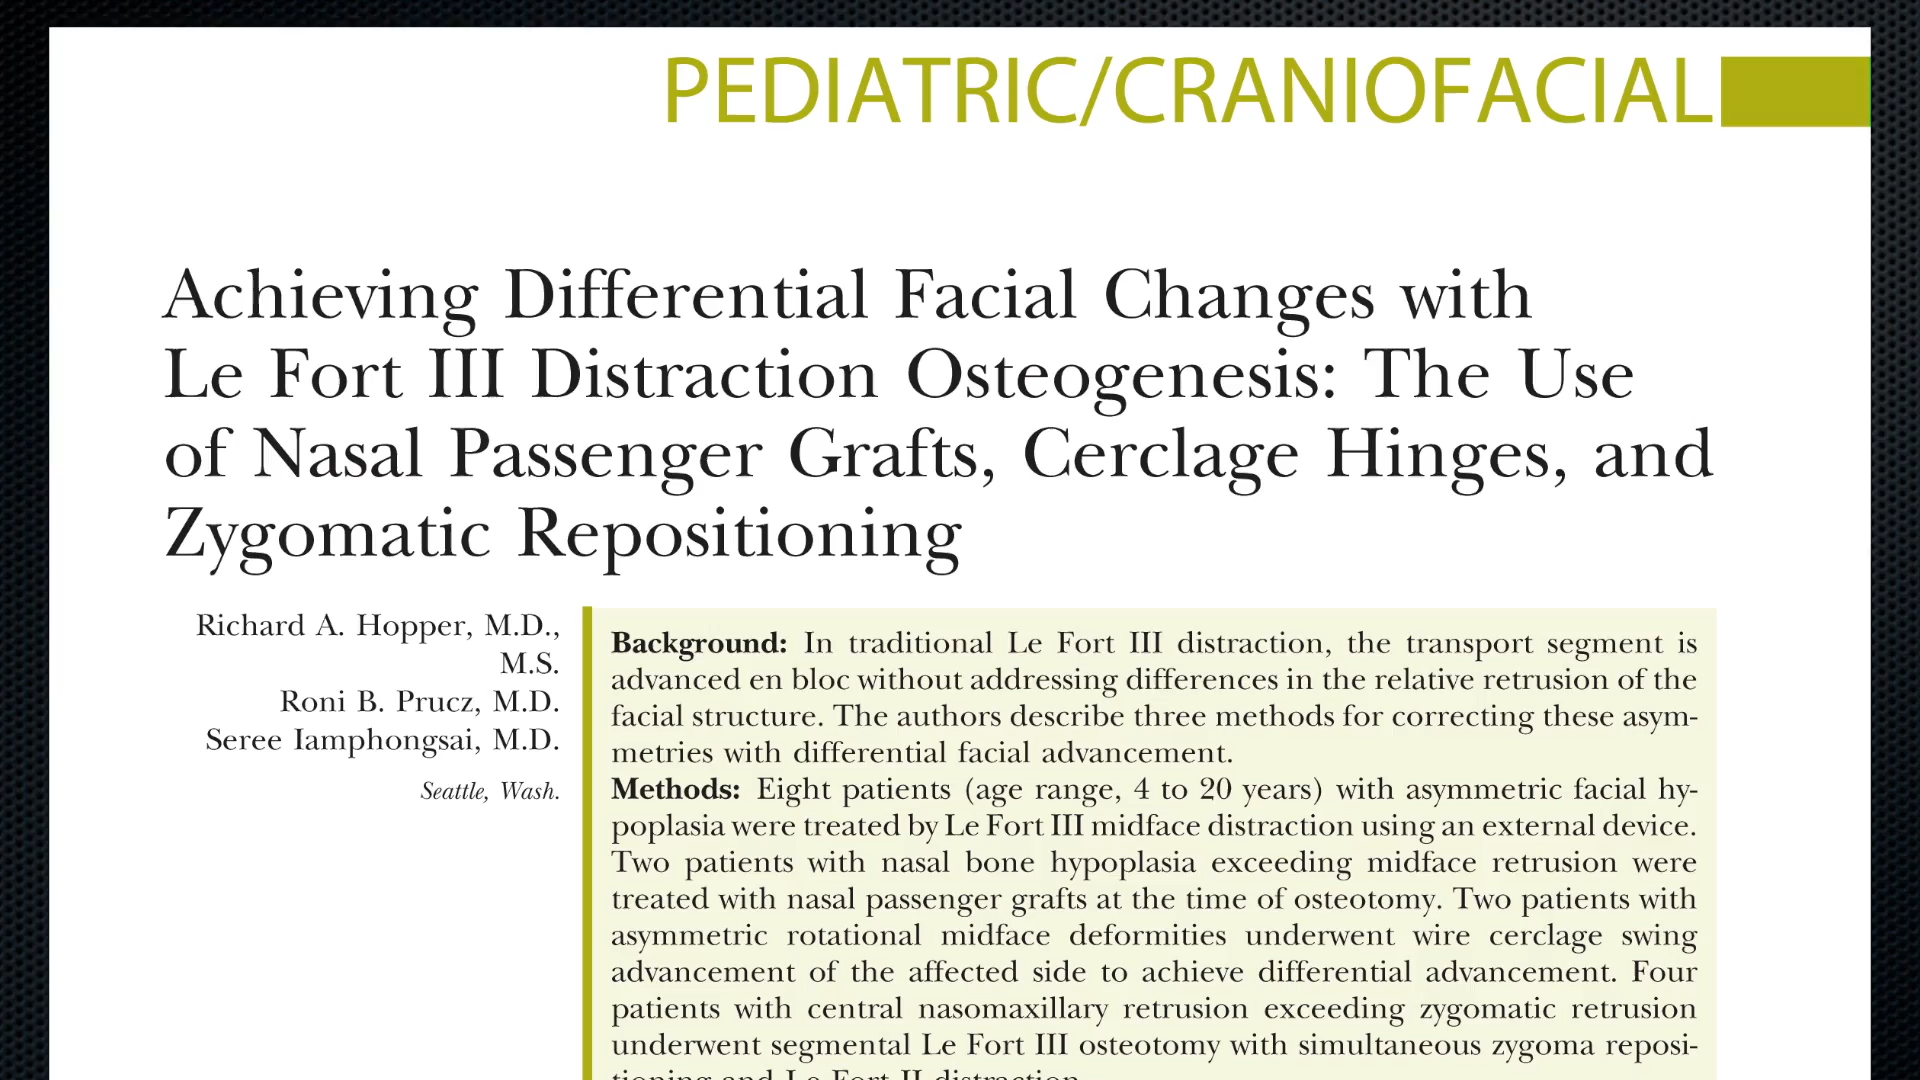 PEDIATRIC/CRANIOFACIAL
Achieving Differential Facial Changes with
Le Fort III Distraction Osteogenesis: The Use
of Nasal Passenger Grafts, Cerclage Hinges, and
Zygomatic Repositioning
Richard A. Hopper, M.D.,
M.S.
Roni B. Prucz, M.D.
Seree Iamphongsai, M.D.
Seattle, Wash.
Background: In traditional Le Fort III distraction, the transport segment is
advanced en bloc without addressing differences in the relative retrusion of the
facial structure. The authors describe three methods for correcting these asym-
metries with differential facial advancement.
Methods: Eight patients (age range, 4 to 20 years) with asymmetric facial hy-
poplasia were treated by Le Fort III midface distraction using an external device.
Two patients with nasal bone hypoplasia exceeding midface retrusion were
treated with nasal passenger grafts at the time of osteotomy. Two patients with
asymmetric rotational midface deformities underwent wire cerclage swing
advancement of the affected side to achieve differential advancement. Four
patients with central nasomaxillary retrusion exceeding zygomatic retrusion
underwent segmental Le Fort III osteotomy with simultaneous zygoma reposi-
tioning and Le Fort II distraction.